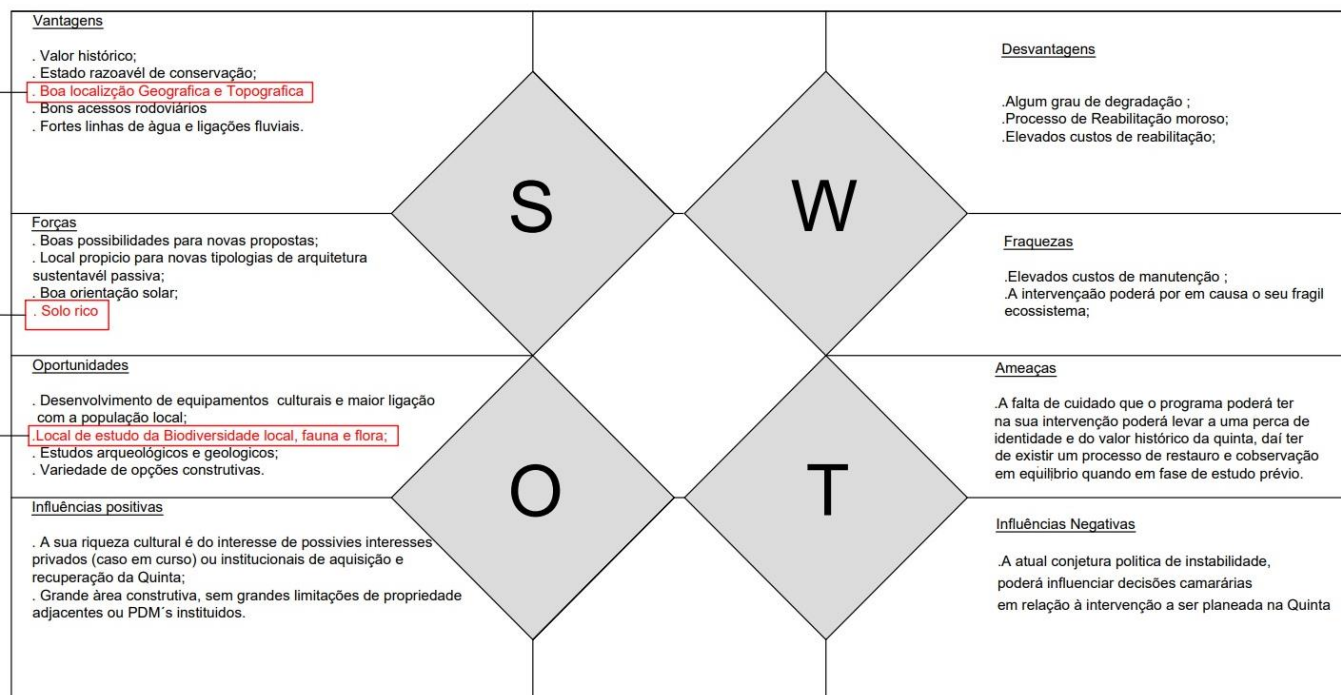 Vantagens
. Valor histórico;
. Estado razoavél de conservação;
. Boa localizção Geografica e Topografica
. Bons acessos rodoviários
. Fortes linhas de àgua e ligações fluviais.
Forças
. Boas possibilidades para novas propostas;
. Local propicio para novas tipologias de arquitetura
sustentavél passiva;
. Boa orientação solar;
. Solo rico
Oportunidades
. Desenvolvimento de equipamentos culturais e maior ligação
com a população local;
.Local de estudo da Biodiversidade local, fauna e flora;
. Estudos arqueológicos e geologicos;
. Variedade de opções construtivas.
Influências positivas
. A sua riqueza cultural é do interesse de possivies interesses
privados (caso em curso) ou institucionais de aquisição e
recuperação da Quinta;
. Grande àrea construtiva, sem grandes limitações de propriedade
adjacentes ou PDM´s instituidos.
S
W
O
T
Desvantagens
.Algum grau de degradação ;
.Processo de Reabilitação moroso;
.Elevados custos de reabilitação;
Fraquezas
.Elevados custos de manutenção ;
.A intervençaão poderá por em causa o seu fragil
ecossistema;
Ameaças
.A falta de cuidado que o programa poderá ter
na sua intervenção poderá levar a uma perca de
identidade e do valor histórico da quinta, daí ter
de existir um processo de restauro e cobservação
em equilibrio quando em fase de estudo prévio.
Influências Negativas
.A atual conjetura politica de instabilidade,
poderá influenciar decisões camarárias
em relação à intervenção a ser planeada na Quinta